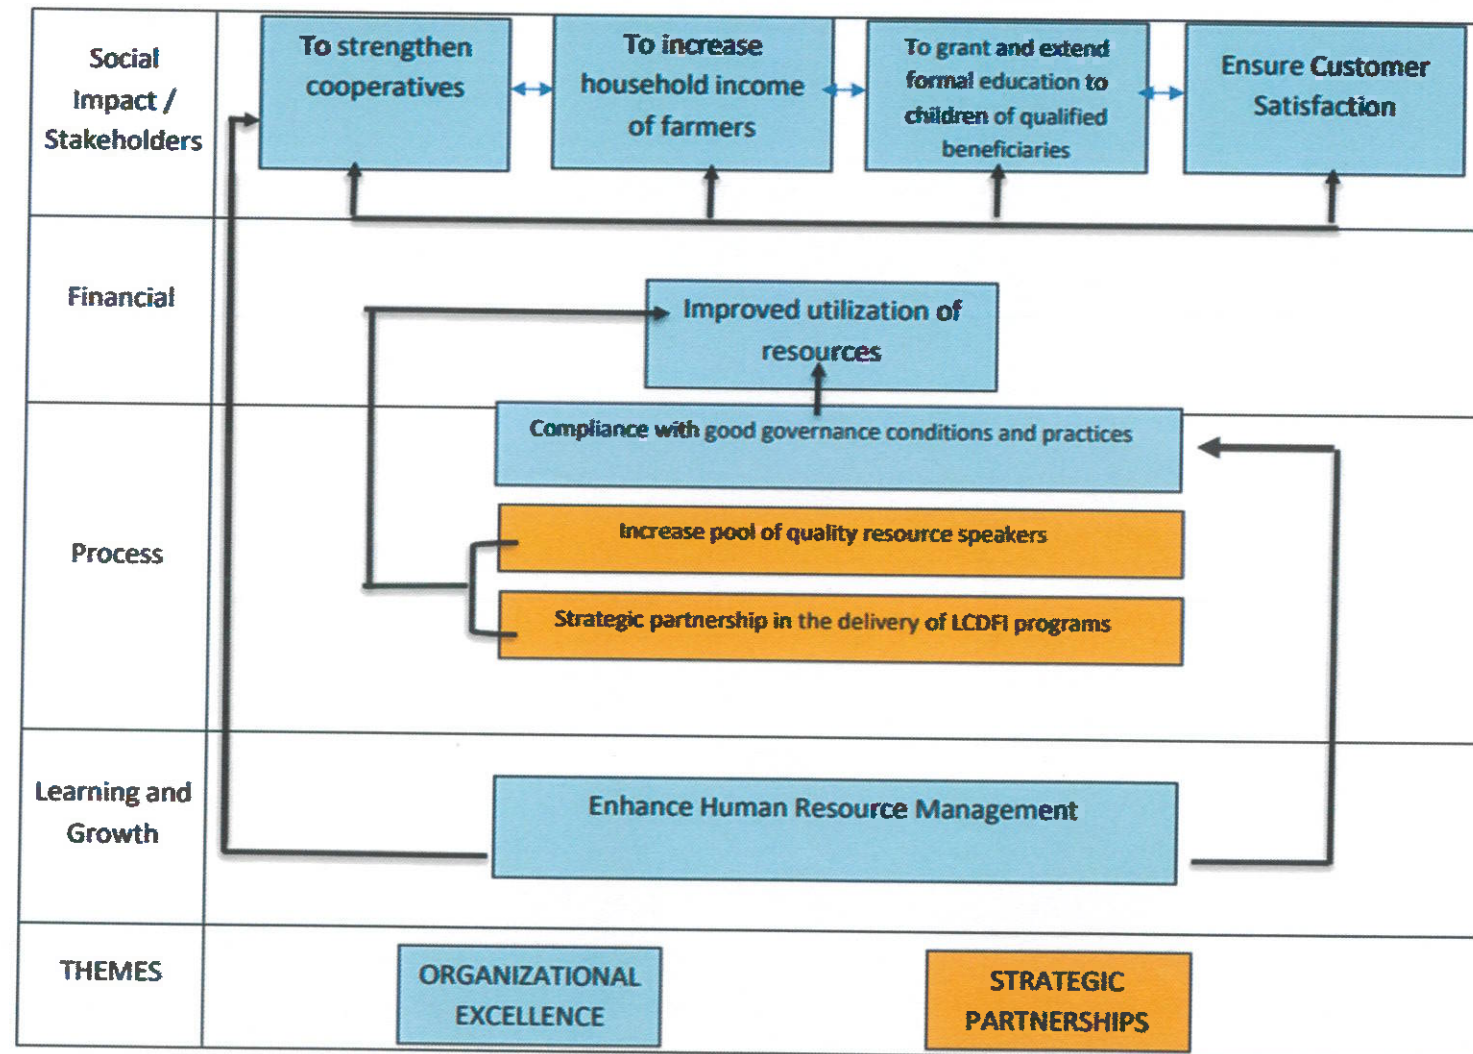 Social
Impact /
Stakeholders
To strengthen
cooperatives
To increase
household income
of farmers
To grant and extend
formal education to
children of qualified
beneficiaries
Ensure Customer
Satisfaction
Financial
Improved utilization of
resources
Process
Compliance with good governance conditions and practices
Increase pool of quality resource speakers
Strategic partnership in the delivery of LCDFI programs
Learning and
Growth
Enhance Human Resource Management
THEMES
ORGANIZATIONAL
EXCELLENCE
STRATEGIC
PARTNERSHIPS